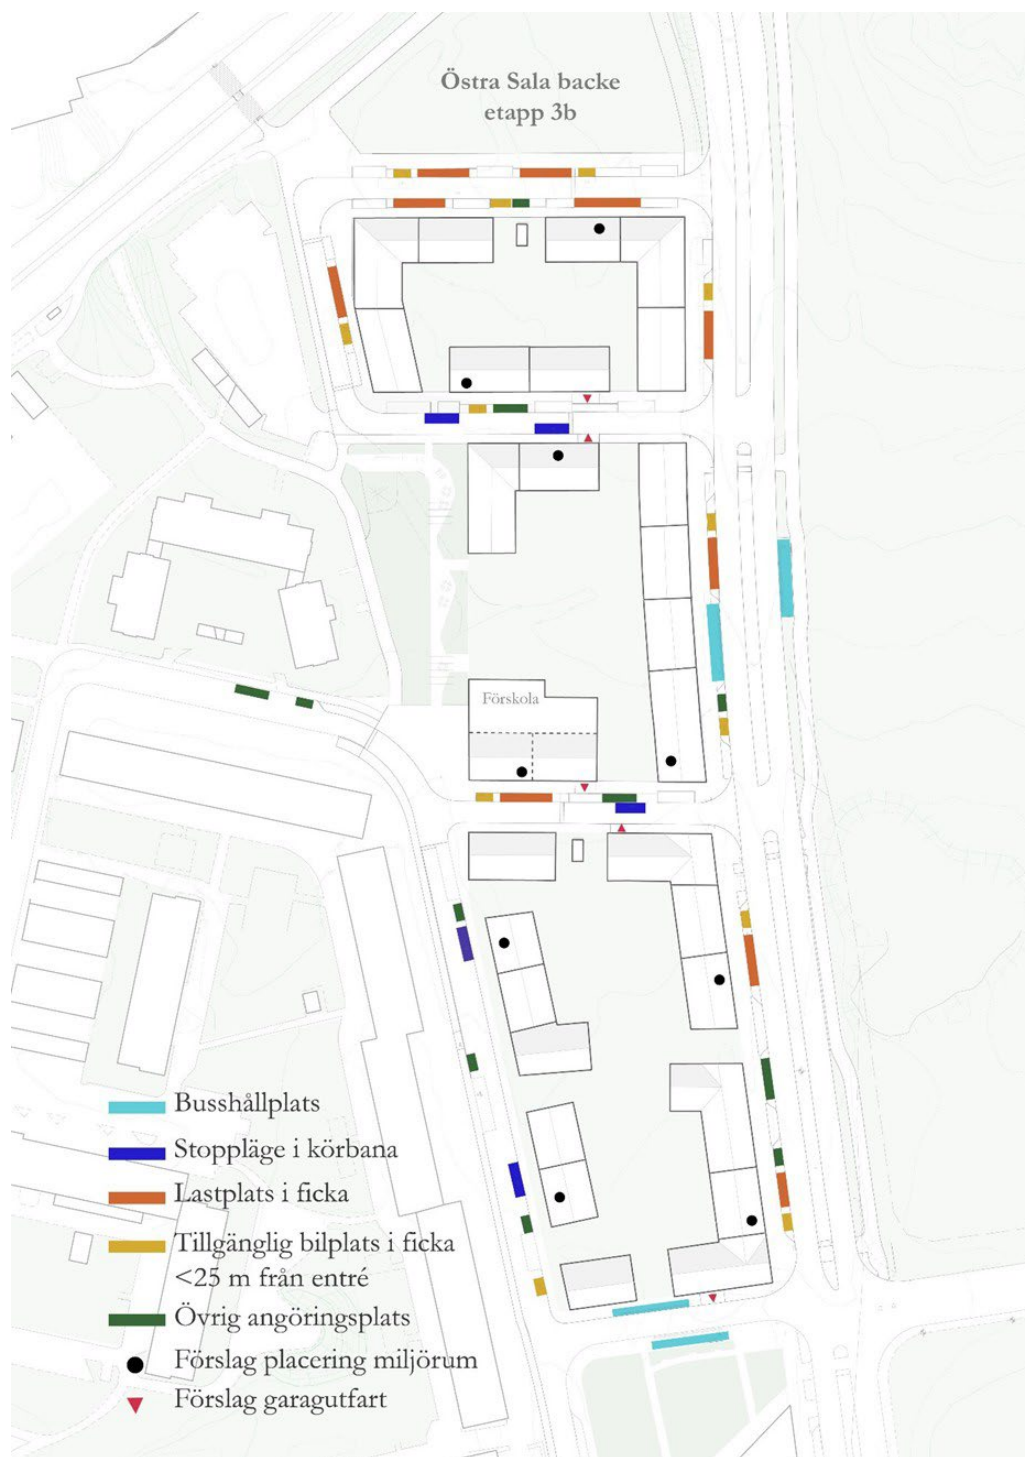 Östra Sala backe
etapp 3b
Förskola
Busshållplats
Stoppläge i körbana
Lastplats i ficka
Tillgänglig bilplats i ficka
<25 m från entré
Övrig angöringsplats
Förslag placering miljörum
Förslag garagutfart